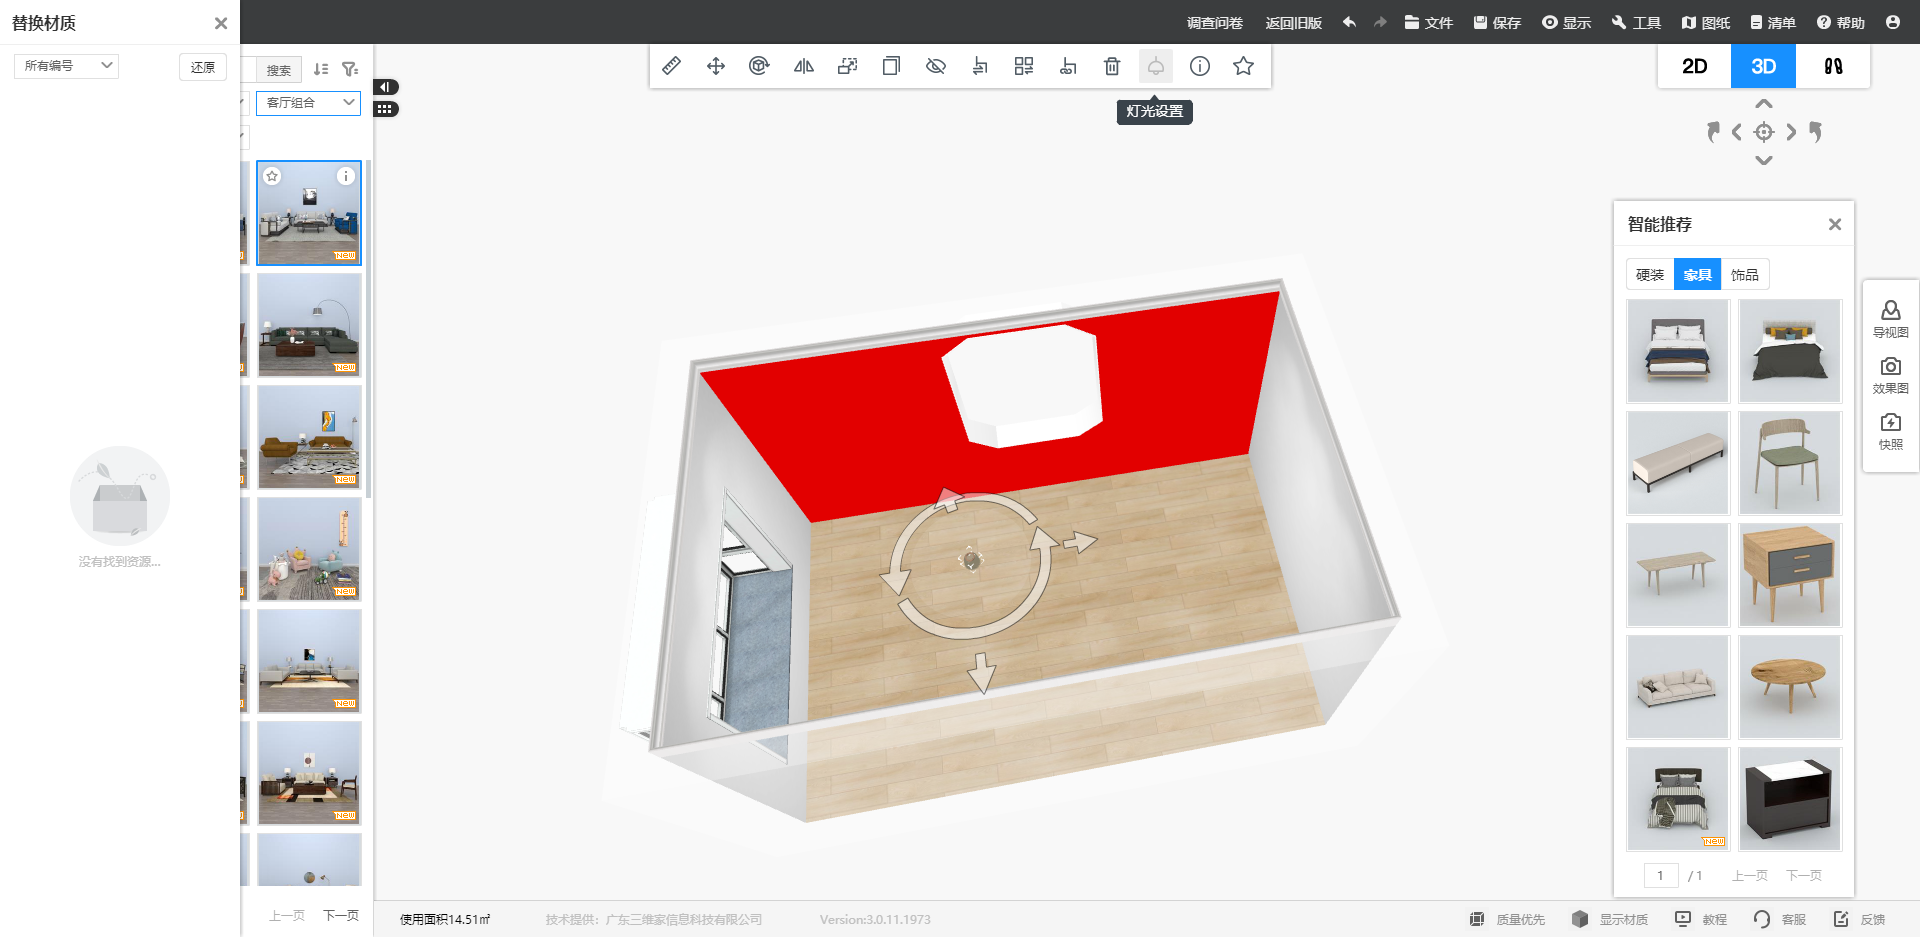 替换材质
所有编号
还原
没有找到资源...
搜索
客厅组合
NEW
NEW
NEW
NEW
NEW
NEW
上一页 下一页
调查问卷 返回旧版 文件 保存 显示 工具 图纸 清单 帮助
灯光设置
2D 3D
智能推荐
硬装 家具 饰品
NEW
1 / 1 上一页 下一页
导视图
效果图
快照
使用面积14.51㎡ 技术提供：广东三维家信息科技有限公司 Version:3.0.11.1973
质量优先 显示材质 教程 客服 反馈